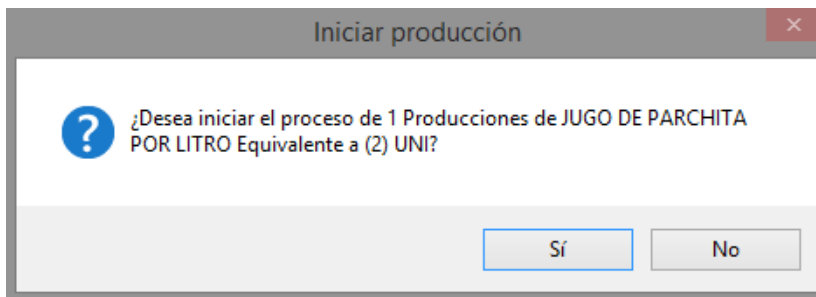 Iniciar producción
¿Desea iniciar el proceso de 1 Producciones de JUGO DE PARCHITA
POR LITRO Equivalente a (2) UNI?
Sí
No